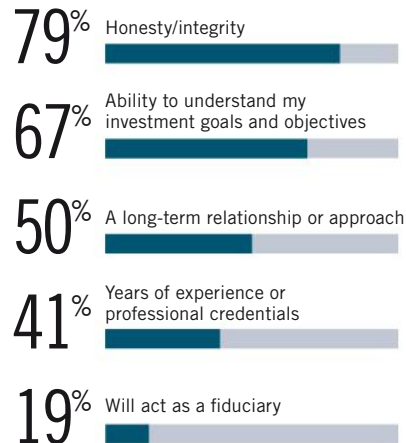 79% Honesty/integrity
67% Ability to understand my
investment goals and objectives
50% A long-term relationship or approach
41% Years of experience or
professional credentials
19% Will act as a fiduciary